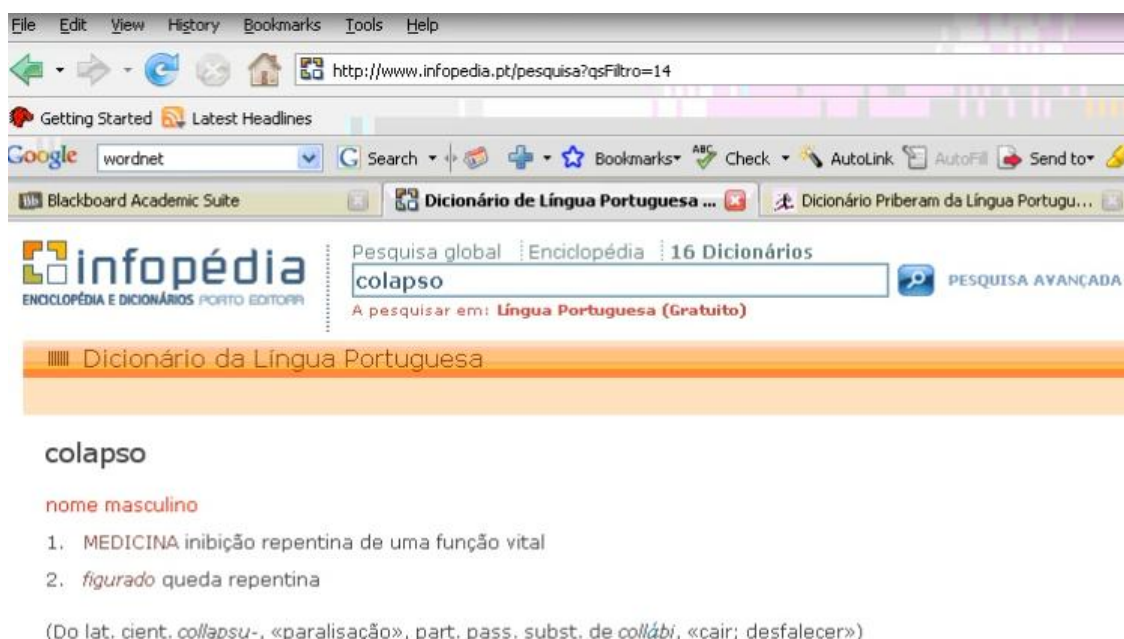 File Edit View History Bookmarks Tools Help
http://www.infopedia.pt/pesquisa?qsFiltro=14
Getting Started Latest Headlines
Google wordnet G Search Bookmarks ABC Check AutoLink AutoFill Send to
Bb Blackboard Academic Suite Dicionário de Língua Portuguesa ... Dicionário Priberam da Língua Portugu...
infopédia Pesquisa global Enciclopédia 16 Dicionários
colapso PESQUISA AVANÇADA
ENCICLOPÉDIA E DICIONÁRIOS PORTO EDITORA A pesquisar em: Língua Portuguesa (Gratuito)
Dicionário da Língua Portuguesa
colapso
nome masculino
1. MEDICINA inibição repentina de uma função vital
2. figurado queda repentina
(Do lat. cient. collapsu-, «paralisação», part. pass. subst. de collábi, «cair; desfalecer»)